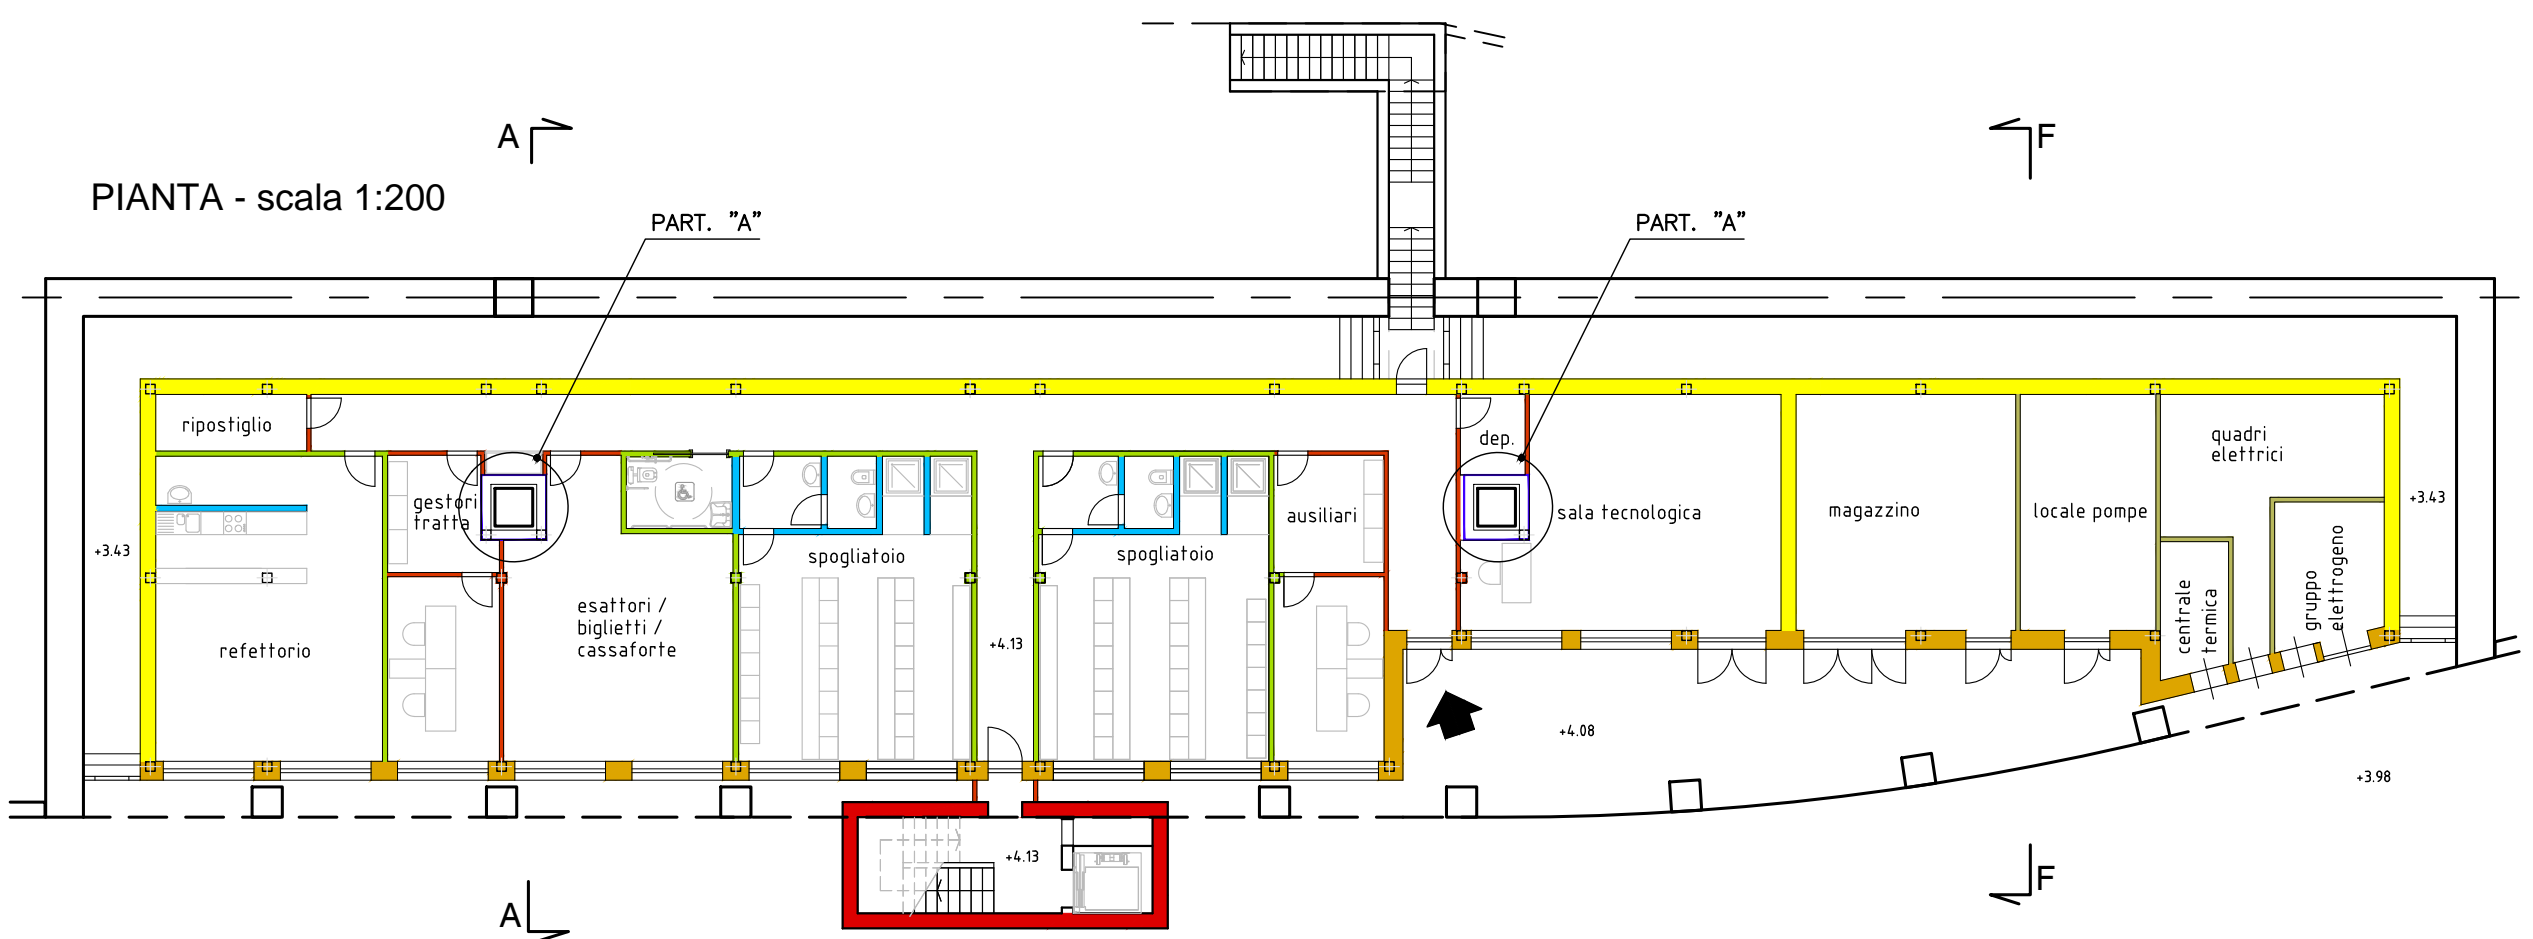 A
F
PIANTA - scala 1:200
PART. "A"
PART. "A"
ripostiglio
dep.
quadri
elettrici
gestori
tratta
ausiliari
sala tecnologica
magazzino
locale pompe
+3.43
+3.43
spogliatoio
spogliatoio
esattori /
biglietti /
cassaforte
refettorio
+4.13
centrale
termica
gruppo
elettrogeno
+4.08
+3.98
+4.13
A
F